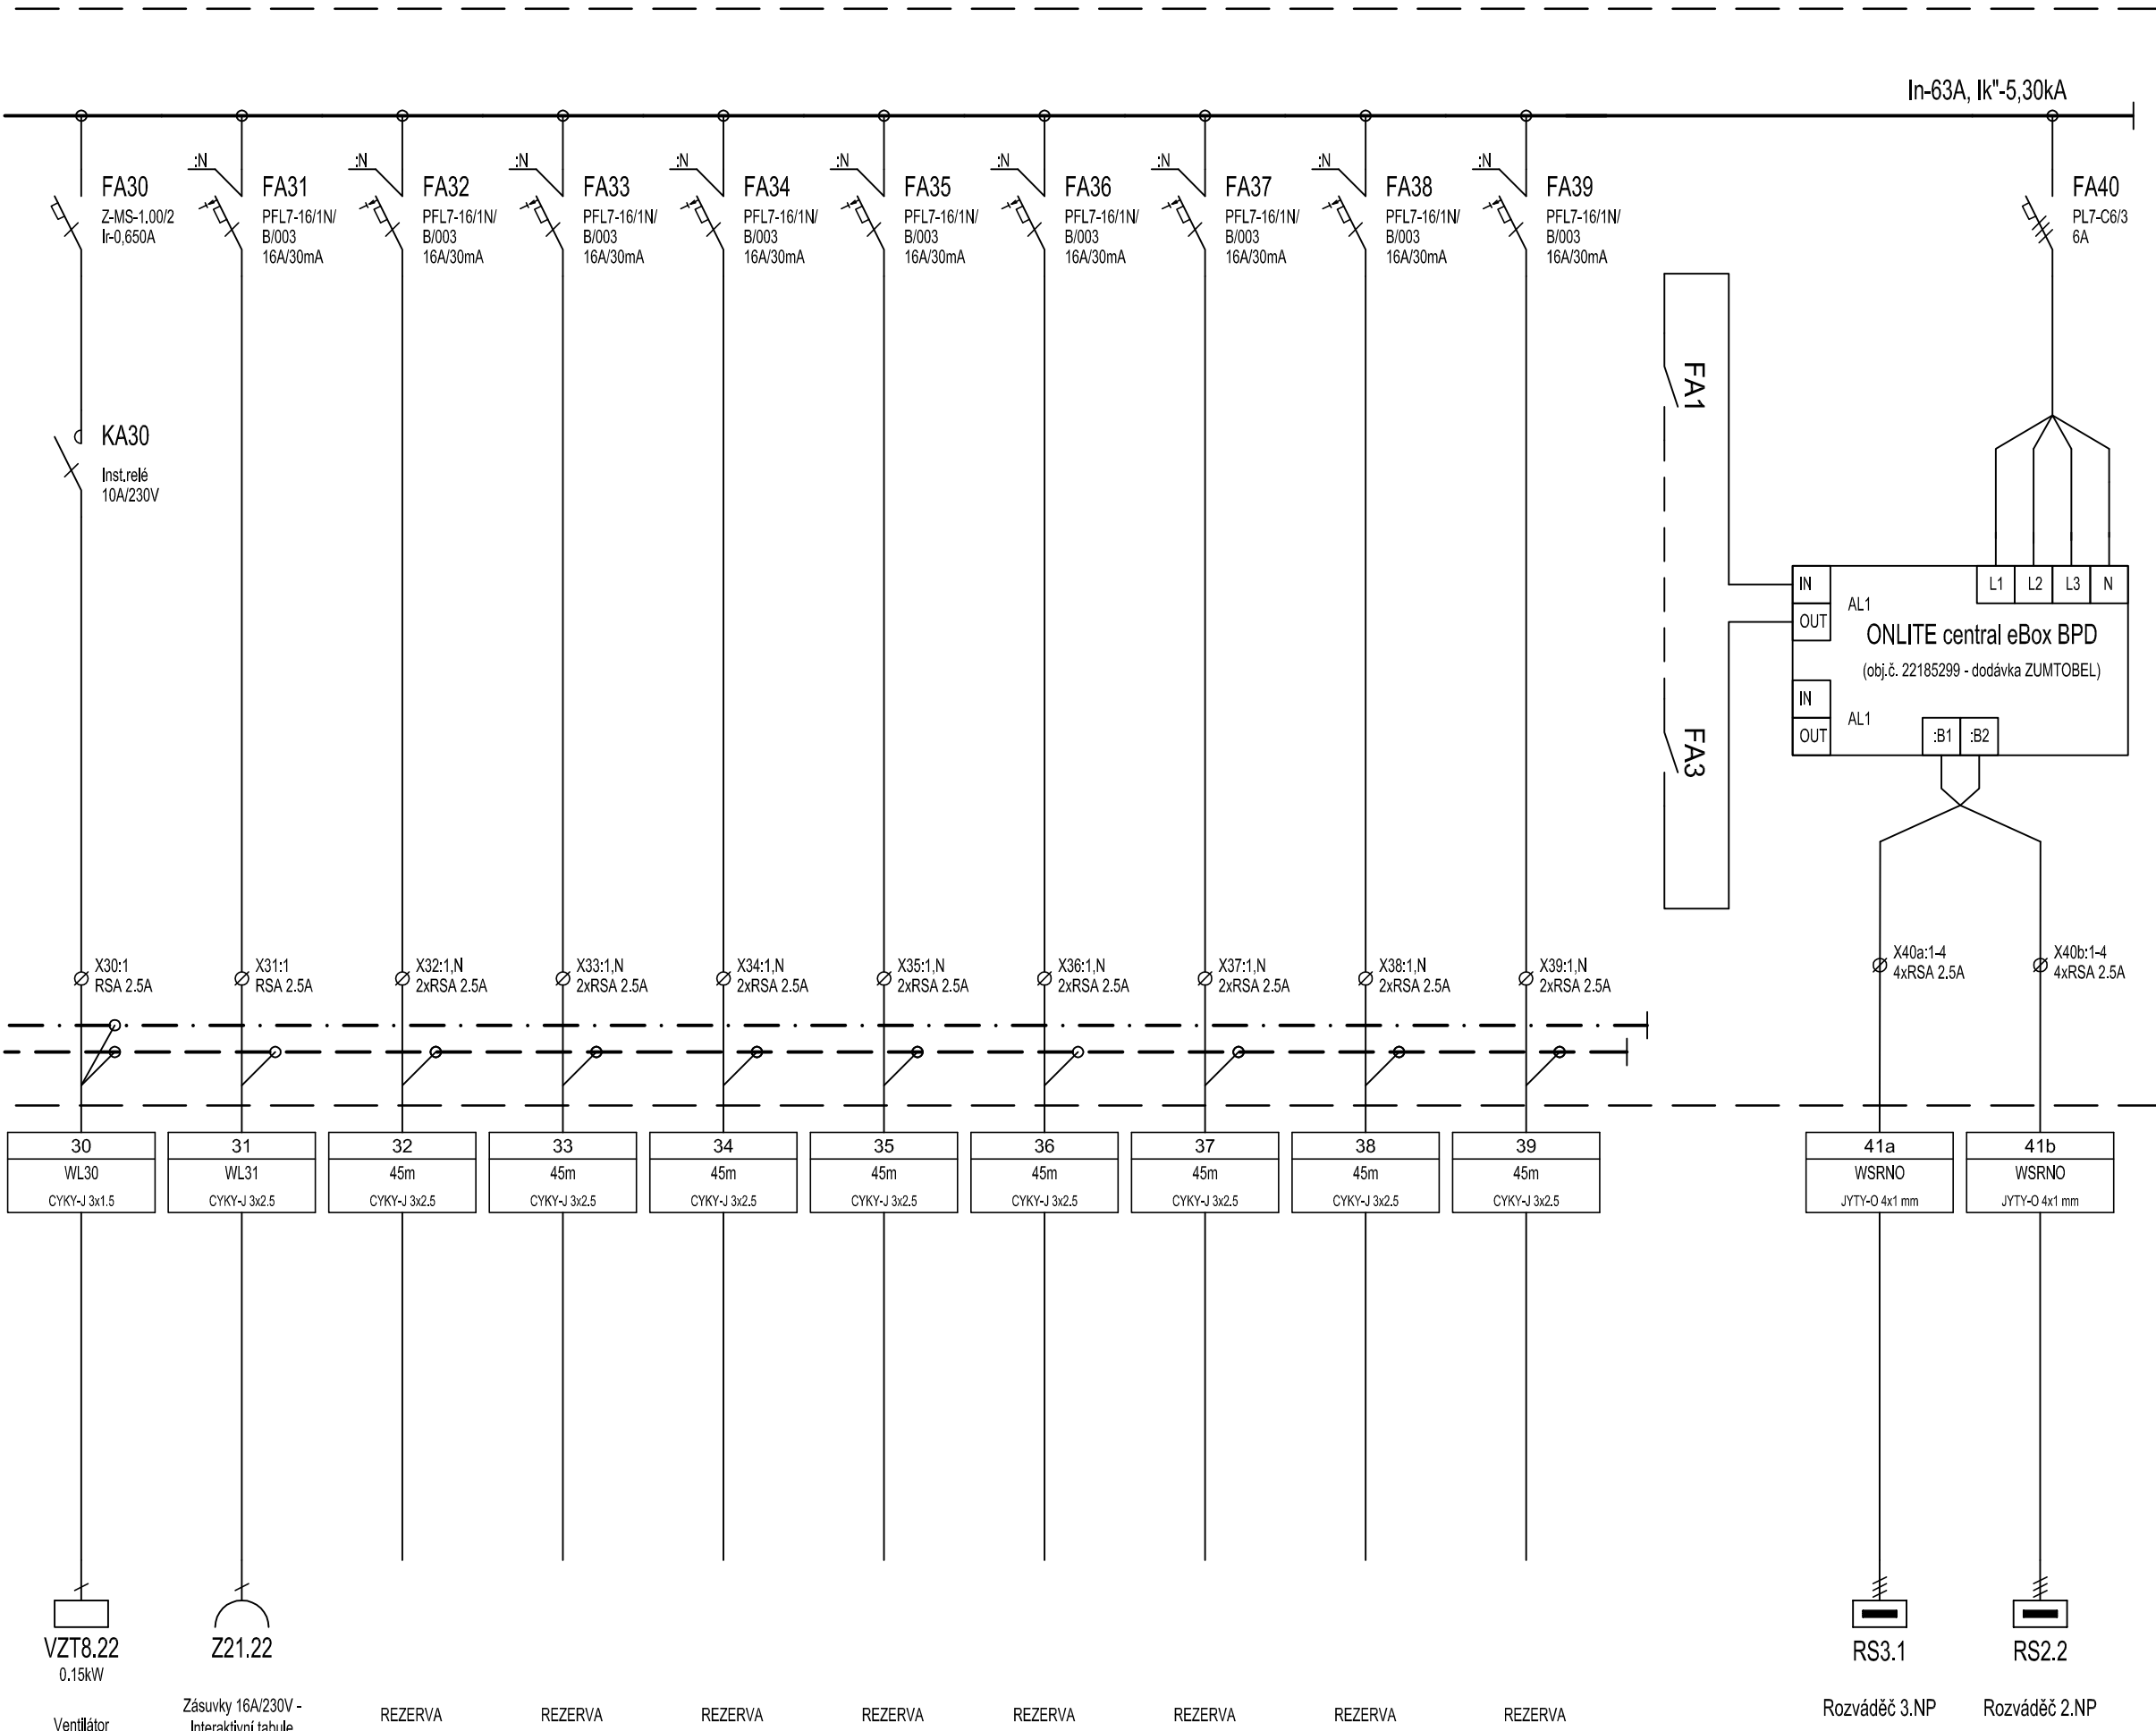 In-63A, Ik"-5,30kA
:N
:N
:N
:N
:N
:N
:N
:N
:N
FA30
Z-MS-1.00/2
Ir-0,650A
FA31
PFL7-16/1N/
B/003
16A/30mA
FA32
PFL7-16/1N/
B/003
16A/30mA
FA33
PFL7-16/1N/
B/003
16A/30mA
FA34
PFL7-16/1N/
B/003
16A/30mA
FA35
PFL7-16/1N/
B/003
16A/30mA
FA36
PFL7-16/1N/
B/003
16A/30mA
FA37
PFL7-16/1N/
B/003
16A/30mA
FA38
PFL7-16/1N/
B/003
16A/30mA
FA39
PFL7-16/1N/
B/003
16A/30mA
FA40
PL7-C6/3
6A
KA30
Inst.relé
10A/230V
FA1
FA3
IN
OUT
AL1
L1
L2
L3
N
ONLITE central eBox BPD
(obj.č. 22185299 - dodávka ZUMTOBEL)
IN
OUT
AL1
:B1
:B2
X30:1
RSA 2.5A
X31:1
RSA 2.5A
X32:1,N
2xRSA 2.5A
X33:1,N
2xRSA 2.5A
X34:1,N
2xRSA 2.5A
X35:1,N
2xRSA 2.5A
X36:1,N
2xRSA 2.5A
X37:1,N
2xRSA 2.5A
X38:1,N
2xRSA 2.5A
X39:1,N
2xRSA 2.5A
X40a:1-4
4xRSA 2.5A
X40b:1-4
4xRSA 2.5A
30
WL30
CYKY-J 3x1.5
31
WL31
CYKY-J 3x2.5
32
45m
CYKY-J 3x2.5
33
45m
CYKY-J 3x2.5
34
45m
CYKY-J 3x2.5
35
45m
CYKY-J 3x2.5
36
45m
CYKY-J 3x2.5
37
45m
CYKY-J 3x2.5
38
45m
CYKY-J 3x2.5
39
45m
CYKY-J 3x2.5
41a
WSRNO
JYTY-O 4x1 mm
41b
WSRNO
JYTY-O 4x1 mm
VZT8.22
0.15kW
Ventilátor
Z21.22
Zásuvky 16A/230V -
Interaktivní tabule
REZERVA
REZERVA
REZERVA
REZERVA
REZERVA
REZERVA
REZERVA
REZERVA
RS3.1
Rozváděč 3.NP
RS2.2
Rozváděč 2.NP